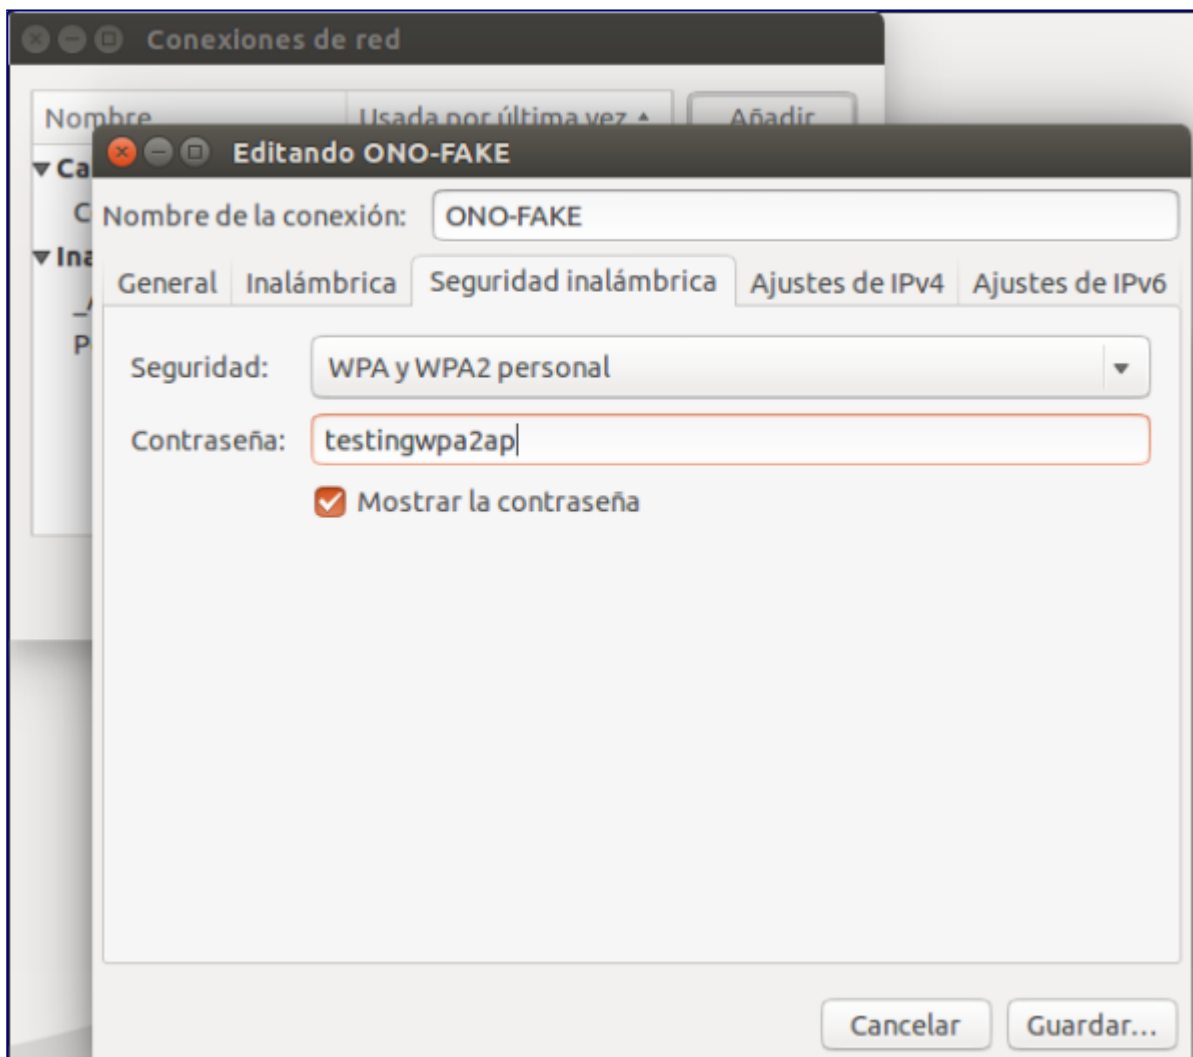 Conexiones de red
Nombre Usada por última vez Añadir
Editando ONO-FAKE
Nombre de la conexión: ONO-FAKE
General Inalámbrica Seguridad inalámbrica Ajustes de IPv4 Ajustes de IPv6
Seguridad: WPA y WPA2 personal
Contraseña: testingwpa2ap
Mostrar la contraseña
Cancelar Guardar...